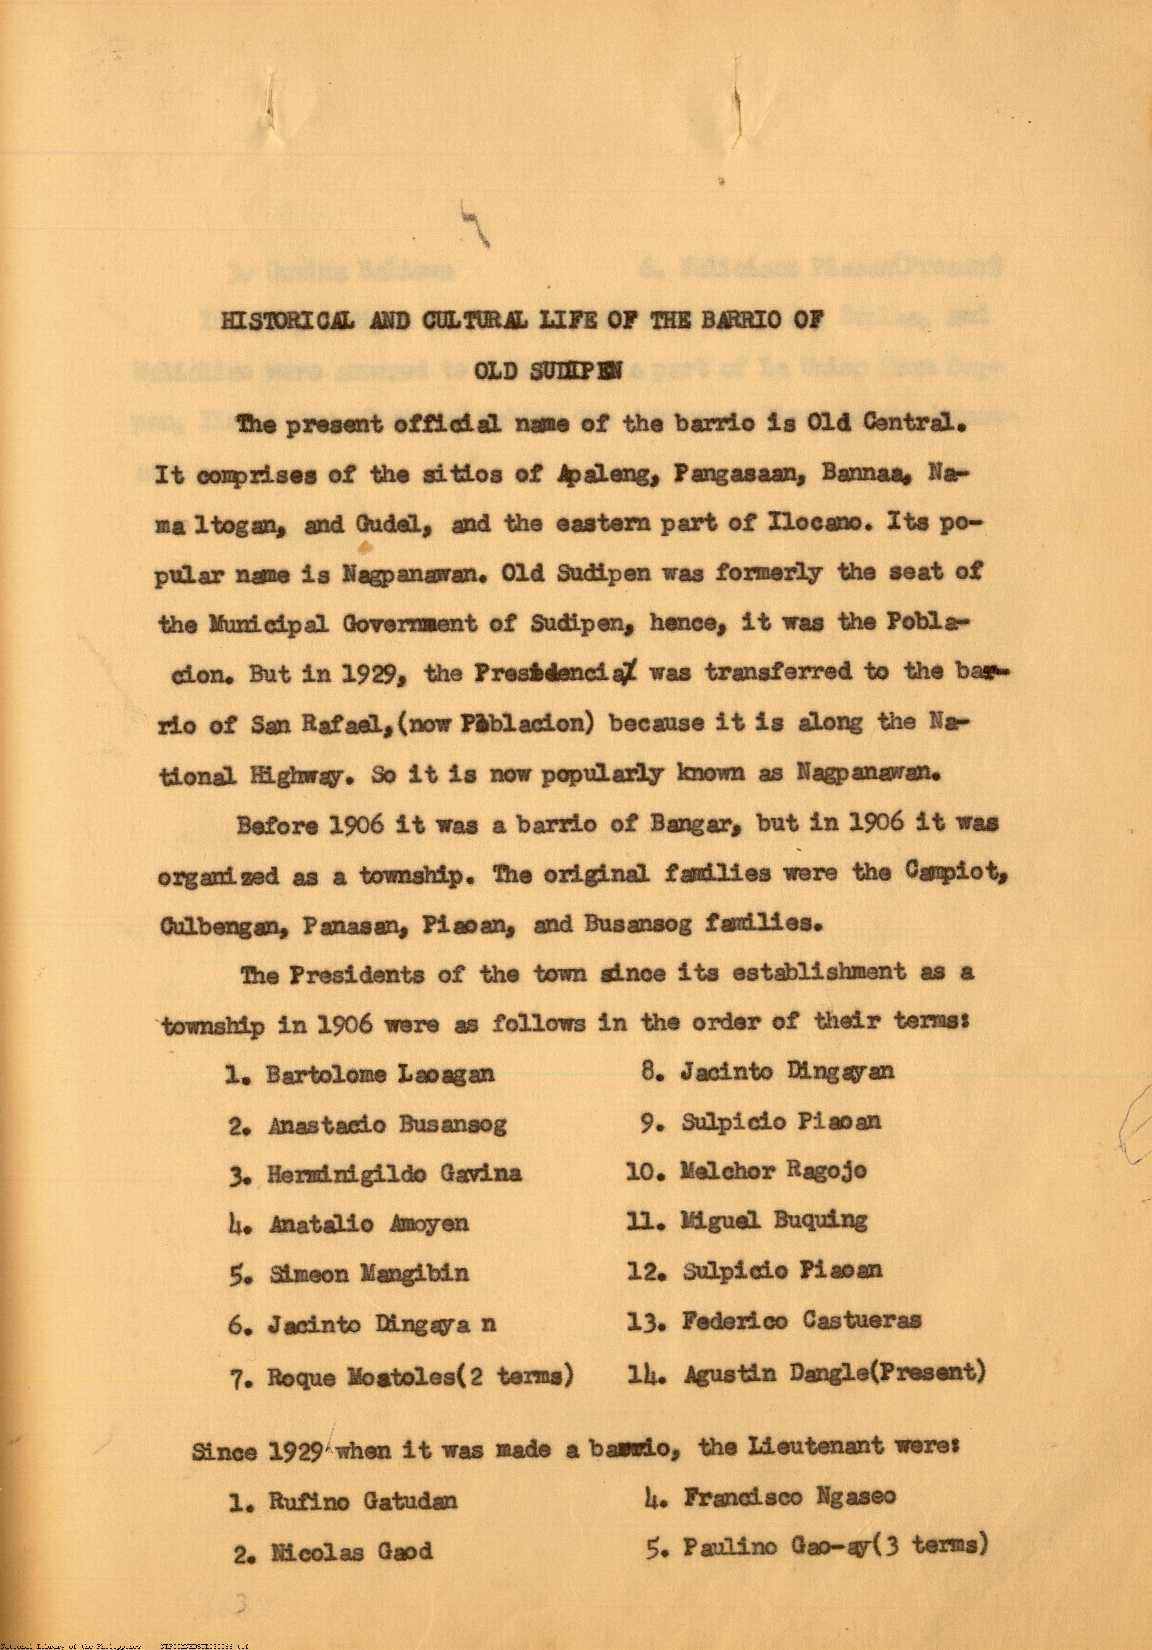 HISTORICAL AND CULTURAL LIFE OF THE BARRIO OF
OLD SUDIPEN
The present official name of the barrio is Old Central.
It comprises of the sitios of Apaleng, Pangasaan, Bannaa, Na-
ma ltogan, and Gudel, and the eastern part of Ilocano. Its po-
pular name is Nagpanawan. Old Sudipen was formerly the seat of
the Municipal Government of Sudipen, hence, it was the Pobla-
cion. But in 1929, the Presidencia was transferred to the bar-
rio of San Rafael,(now Poblacion) because it is along the Na-
tional Highway. So it is now popularly known as Nagpanawan.
Before 1906 it was a barrio of Bangar, but in 1906 it was
organized as a township. The original families were the Campiot,
Culbengan, Panasan, Piaoan, and Busansog families.
The Presidents of the town since its establishment as a
township in 1906 were as follows in the order of their terms:
1. Bartolome Laoagan
2. Anastacio Busansog
3. Herminigildo Gavina
4. Anatalio Amoyen
5. Simeon Mangibin
6. Jacinto Dingaya n
7. Roque Moatoles(2 terms)
8. Jacinto Dingayan
9. Sulpicio Piaoan
10. Melchor Ragojo
11. Miguel Buquing
12. Sulpicio Piaoan
13. Federico Castueras
14. Agustin Dangle(Present)
Since 1929 when it was made a barrio, the Lieutenant were:
1. Rufino Gatudan
2. Nicolas Gaod
4. Francisco Ngaseo
5. Paulino Gao-ay(3 terms)
3
National Library of the Philippines